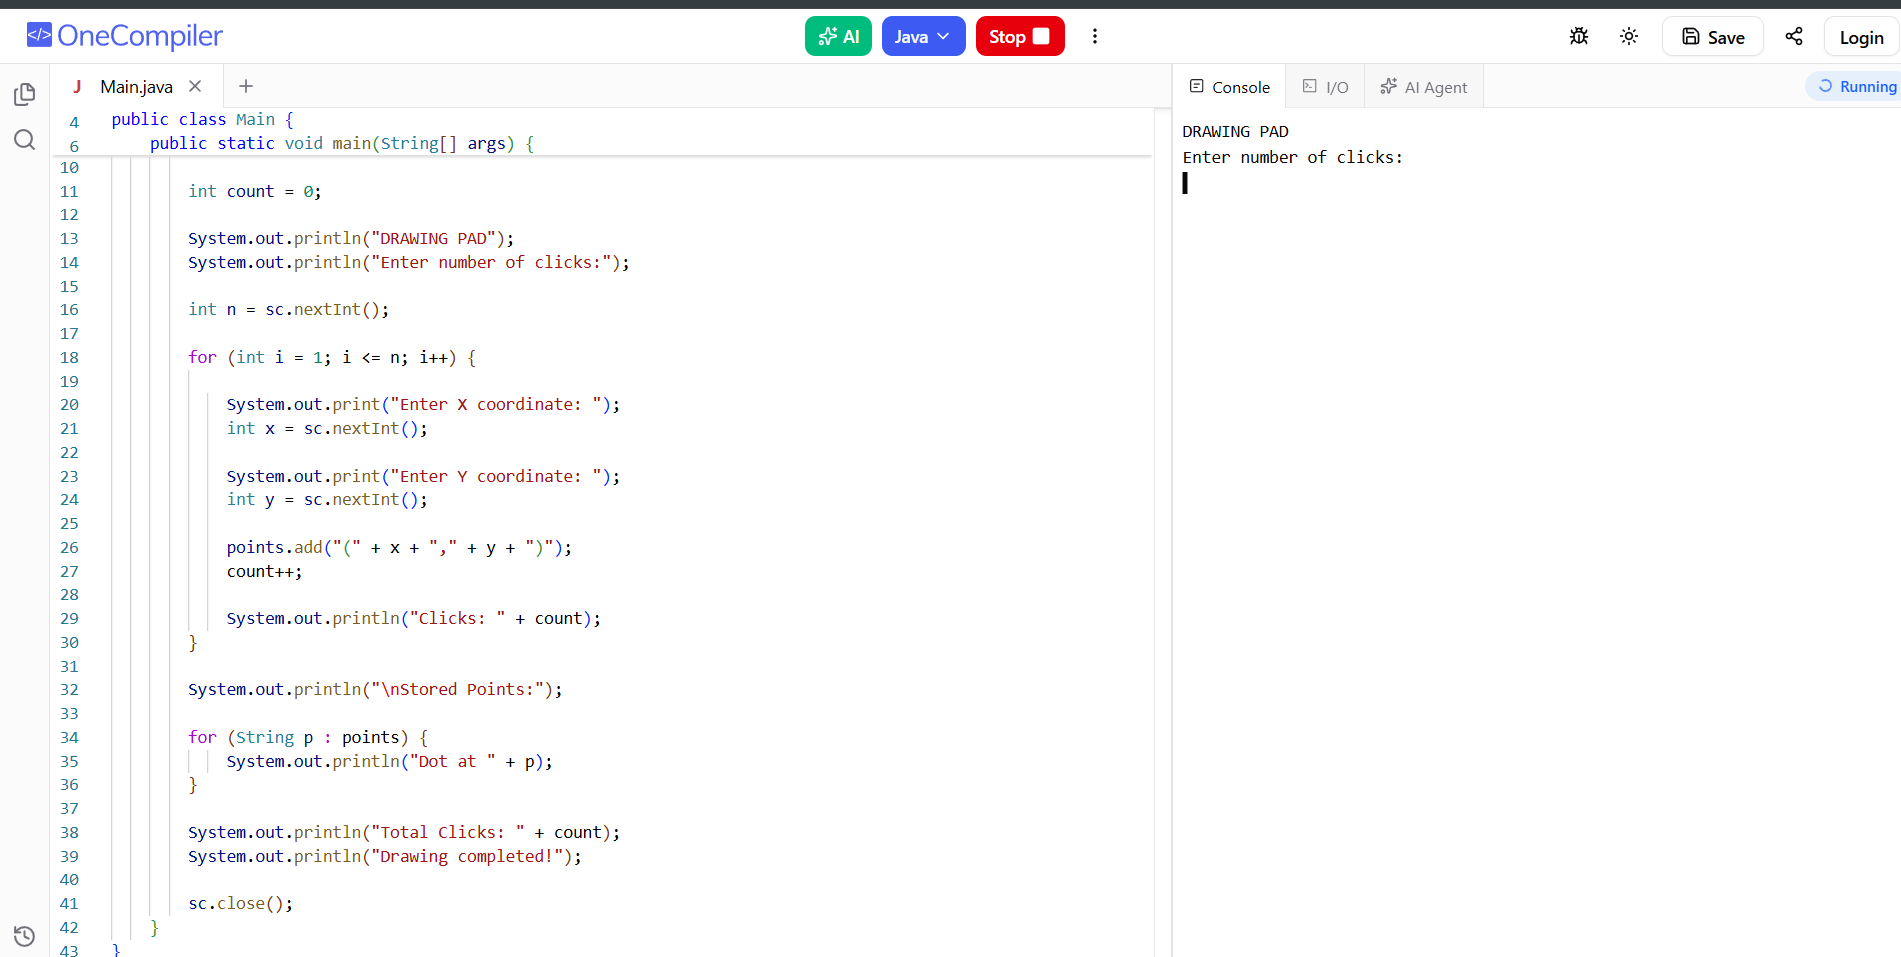 </> OneCompiler
AI
Java
Stop
Save
Login
J Main.java × +
Console
I/O
AI Agent
Running
4 public class Main {
6 public static void main(String[] args) {
10
11 int count = 0;
12
13 System.out.println("DRAWING PAD");
14 System.out.println("Enter number of clicks:");
15
16 int n = sc.nextInt();
17
18 for (int i = 1; i <= n; i++) {
19
20 System.out.print("Enter X coordinate: ");
21 int x = sc.nextInt();
22
23 System.out.print("Enter Y coordinate: ");
24 int y = sc.nextInt();
25
26 points.add("(" + x + "," + y + ")");
27 count++;
28
29 System.out.println("Clicks: " + count);
30 }
31
32 System.out.println("\nStored Points:");
33
34 for (String p : points) {
35 System.out.println("Dot at " + p);
36 }
37
38 System.out.println("Total Clicks: " + count);
39 System.out.println("Drawing completed!");
40
41 sc.close();
42 }
43 }
DRAWING PAD
Enter number of clicks: